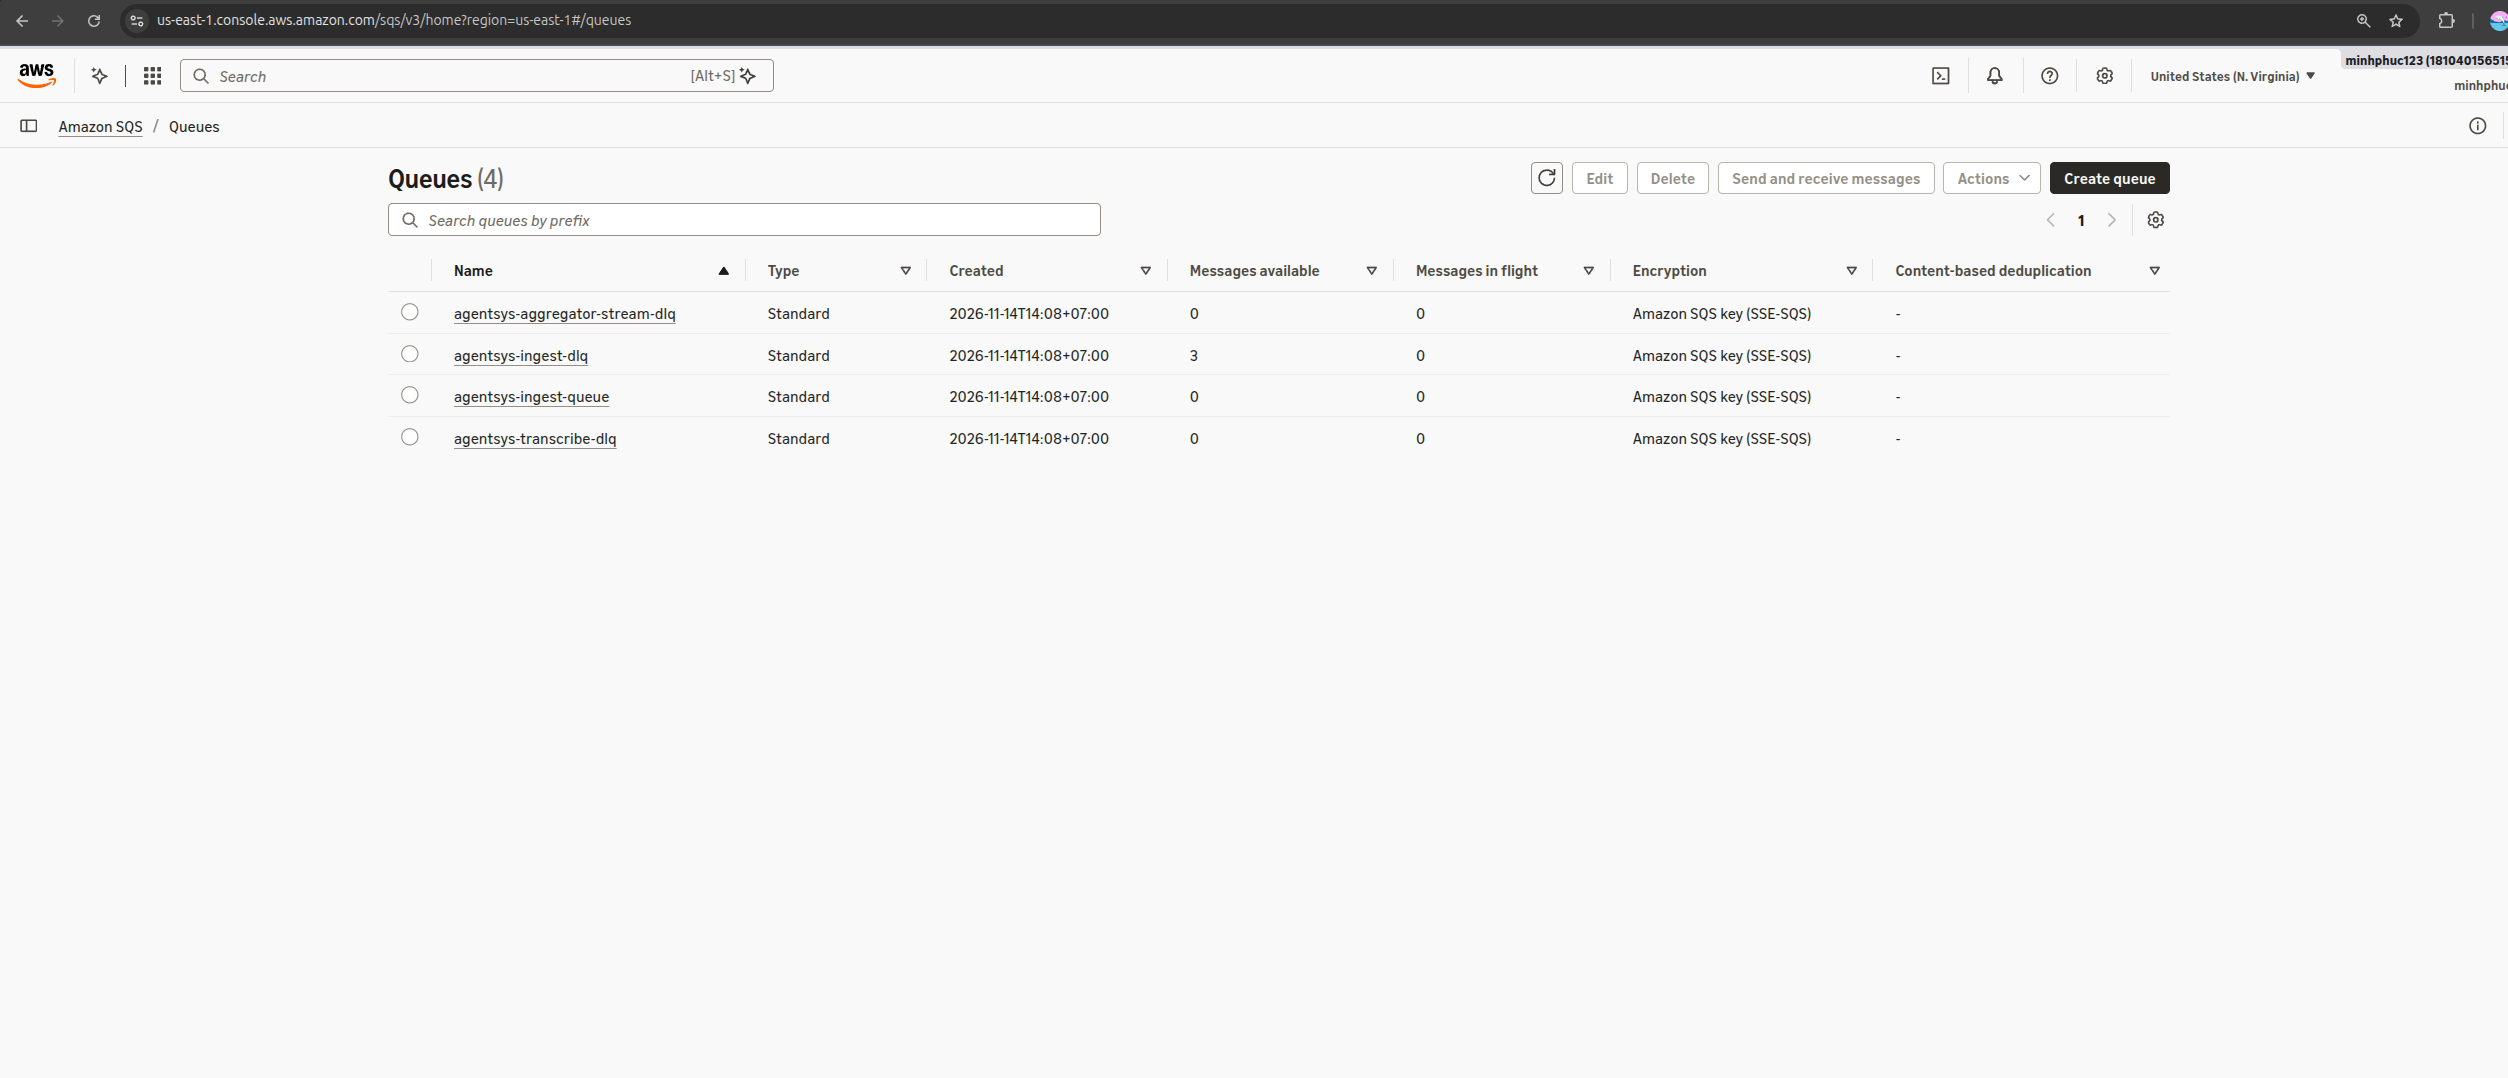 us-east-1.console.aws.amazon.com/sqs/v3/home?region=us-east-1#/queues
aws
Search [Alt+S]
United States (N. Virginia)
minhphuc123 (181040156515
minhphuc
Amazon SQS / Queues
Queues (4)
Edit Delete Send and receive messages Actions Create queue
Search queues by prefix
1
Name Type Created Messages available Messages in flight Encryption Content-based deduplication
agentsys-aggregator-stream-dlq Standard 2026-11-14T14:08+07:00 0 0 Amazon SQS key (SSE-SQS) -
agentsys-ingest-dlq Standard 2026-11-14T14:08+07:00 3 0 Amazon SQS key (SSE-SQS) -
agentsys-ingest-queue Standard 2026-11-14T14:08+07:00 0 0 Amazon SQS key (SSE-SQS) -
agentsys-transcribe-dlq Standard 2026-11-14T14:08+07:00 0 0 Amazon SQS key (SSE-SQS) -